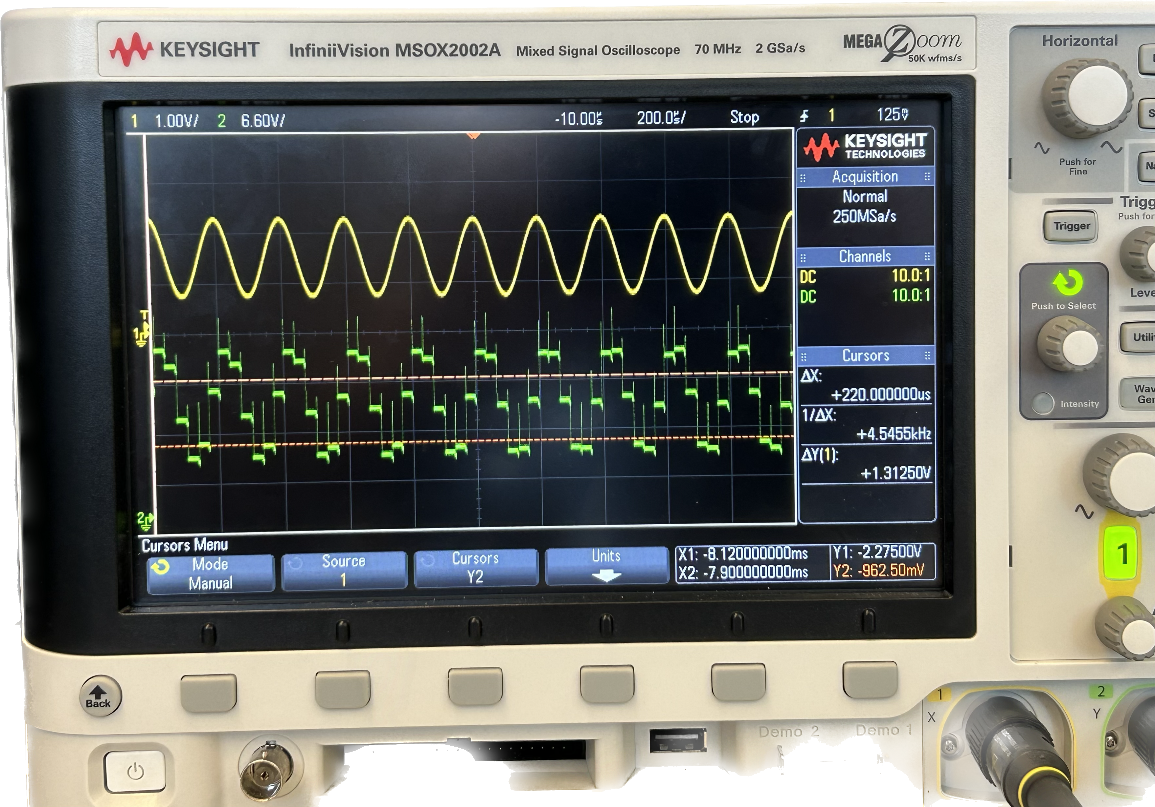 KEYSIGHT InfiniiVision MSOX2002A Mixed Signal Oscilloscope 70 MHz 2 GSa/s MEGA Zoom
50K wfms/s
Horizontal
Push for
Fine
1 1.00V/ 2 6.60V/ -10.00 200.0 / Stop 1 125
KEYSIGHT
TECHNOLOGIES
Acquisition
Normal
250MSa/s
Channels
DC 10.0:1
DC 10.0:1
Cursors
ΔX:
+220.000000us
1/ΔX:
+4.5455kHz
ΔY(1):
+1.31250V
T
1
2
Cursors Menu
Mode
Manual
Source
1
Cursors
Y2
Units
X1: -8.120000000ms
X2: -7.900000000ms
Y1: -2.27500V
Y2: -962.50mV
Trigger
Push to Select
Intensity
1
Back
Demo 2 Demo 1
1
X
2
Y